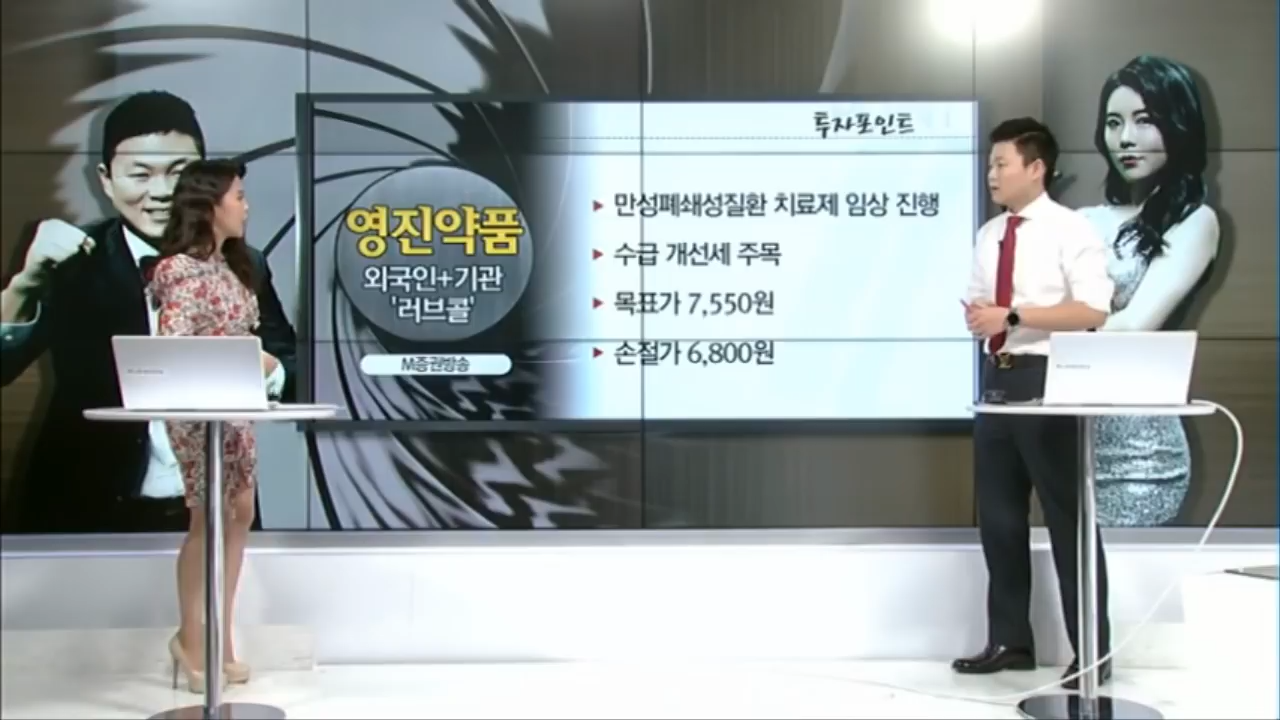 투자포인트
영진약품
외국인+기관
'러브콜'
M증권방송
▸ 만성폐쇄성질환 치료제 임상 진행
▸ 수급 개선세 주목
▸ 목표가 7,550원
▸ 손절가 6,800원